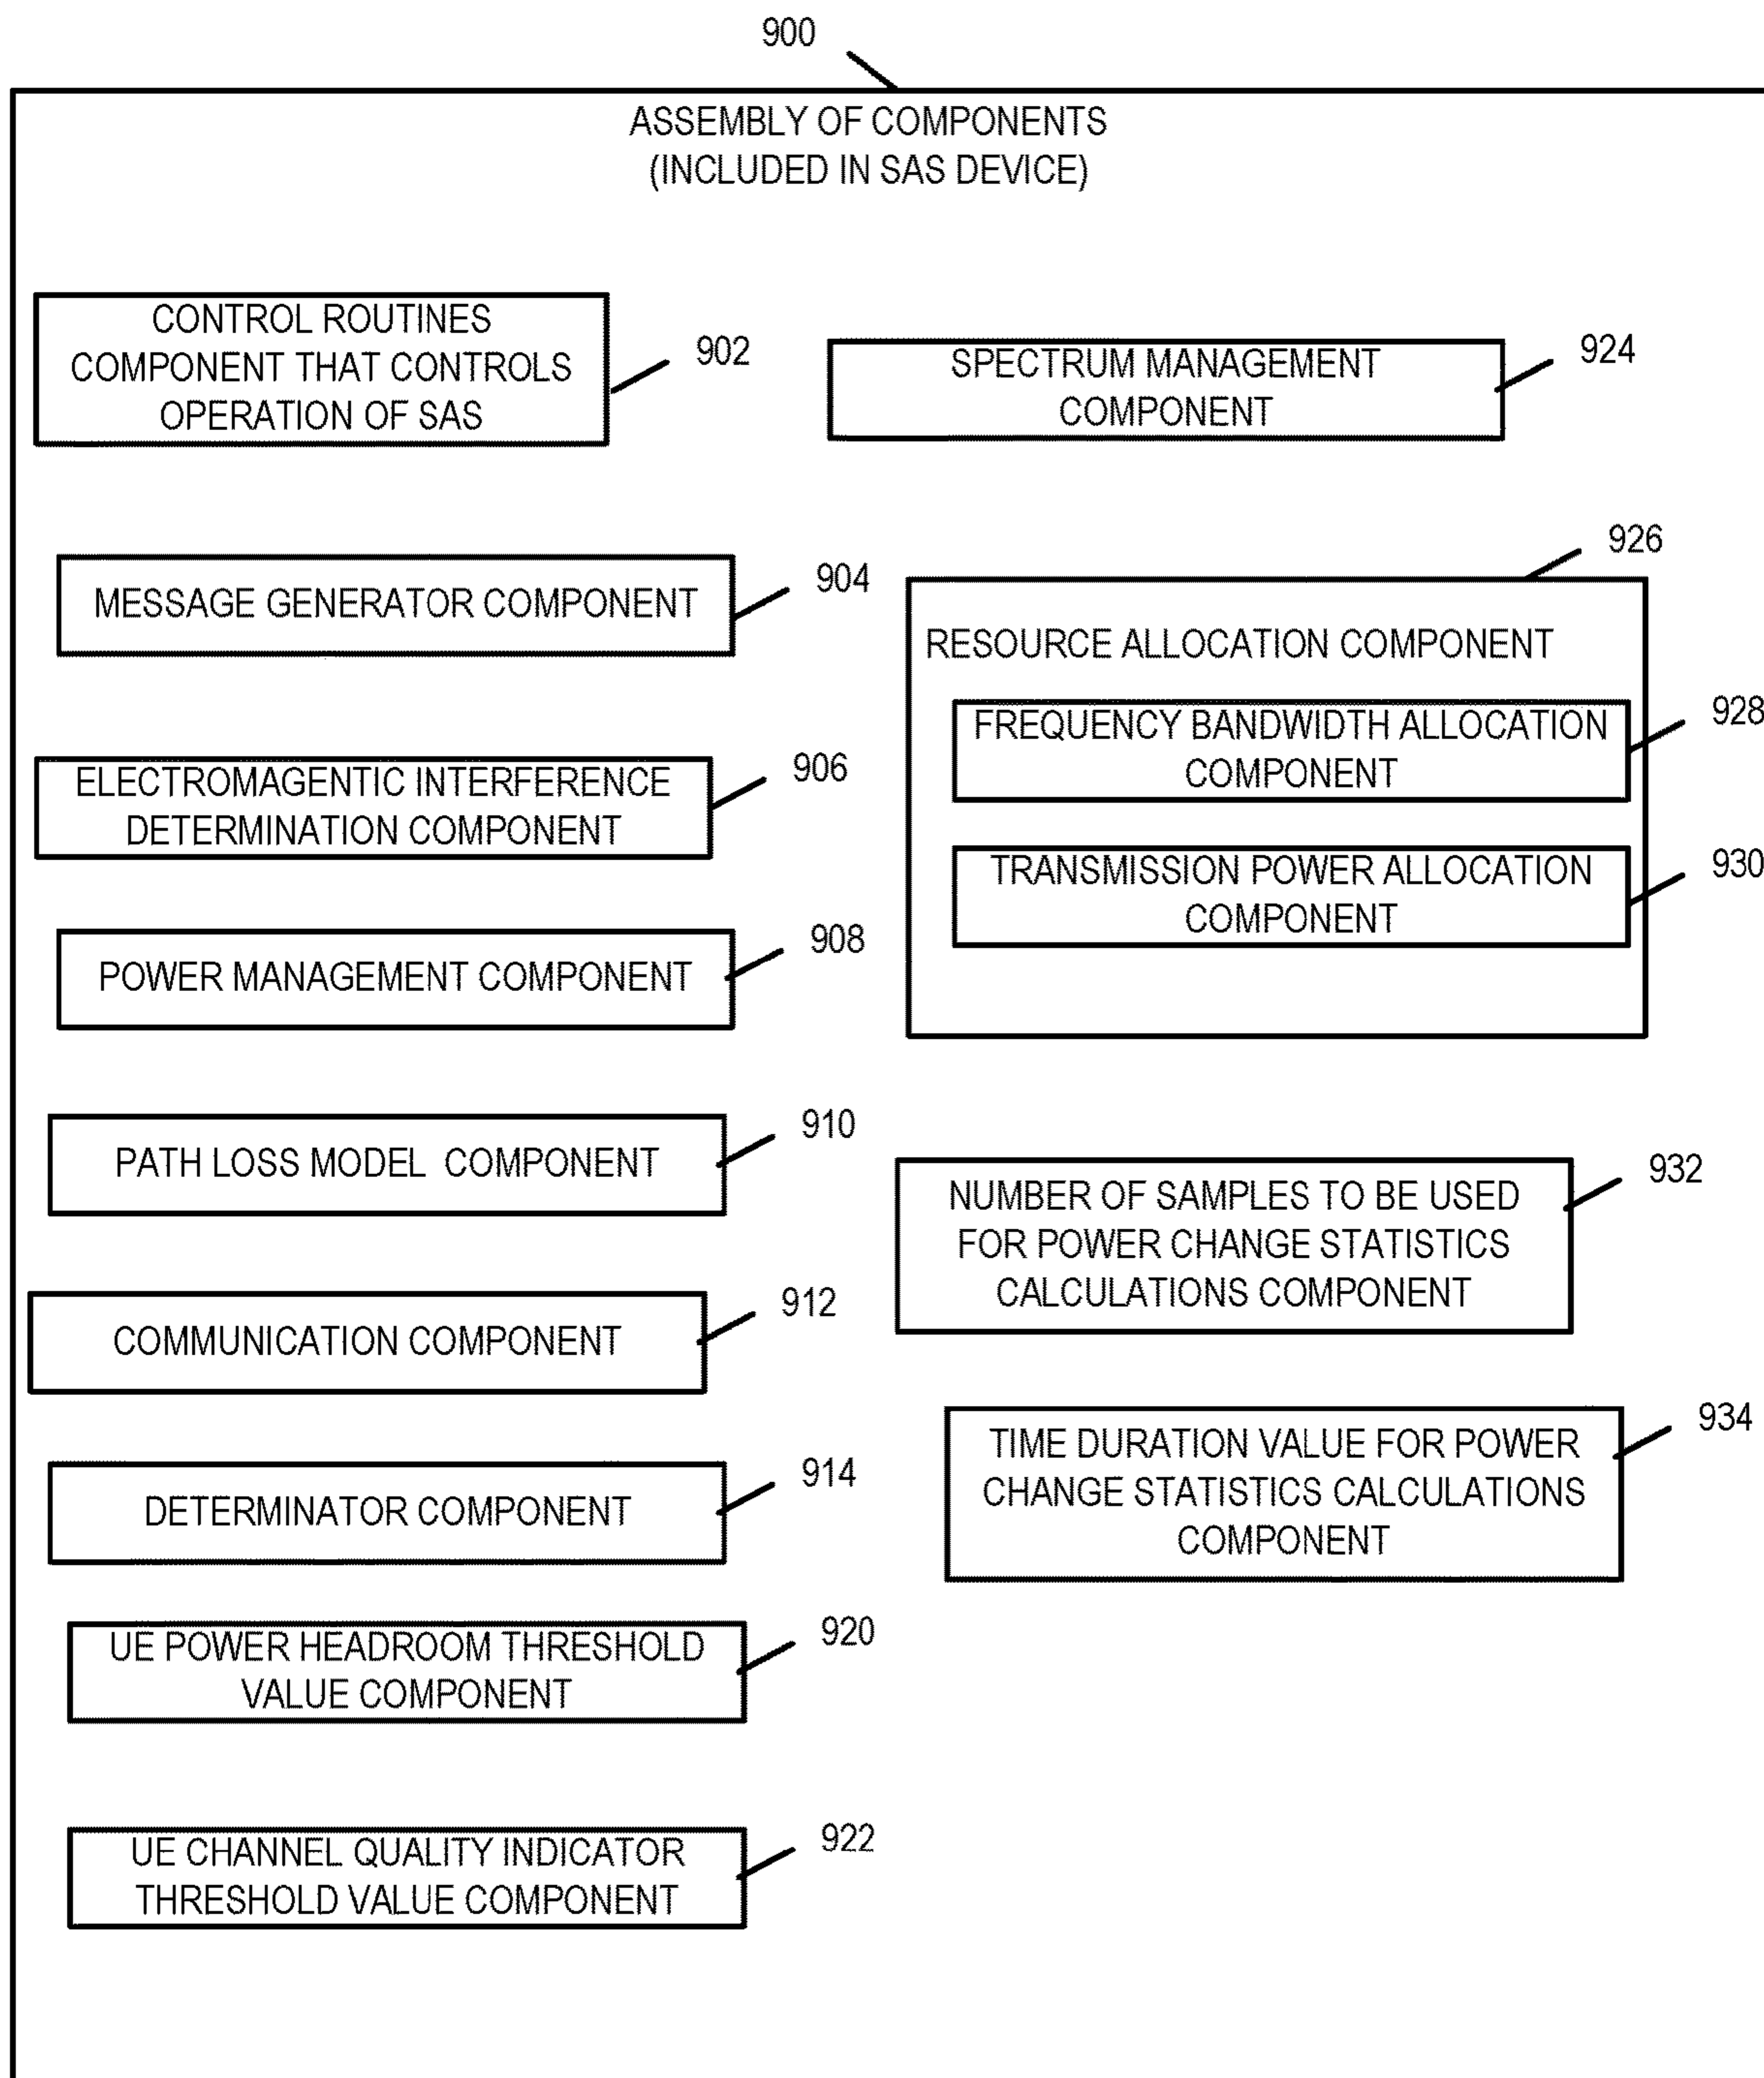 900
ASSEMBLY OF COMPONENTS
(INCLUDED IN SAS DEVICE)
CONTROL ROUTINES
COMPONENT THAT CONTROLS
OPERATION OF SAS
902
MESSAGE GENERATOR COMPONENT
904
ELECTROMAGENTIC INTERFERENCE
DETERMINATION COMPONENT
906
POWER MANAGEMENT COMPONENT
908
PATH LOSS MODEL COMPONENT
910
COMMUNICATION COMPONENT
912
DETERMINATOR COMPONENT
914
UE POWER HEADROOM THRESHOLD
VALUE COMPONENT
920
UE CHANNEL QUALITY INDICATOR
THRESHOLD VALUE COMPONENT
922
SPECTRUM MANAGEMENT
COMPONENT
924
926
RESOURCE ALLOCATION COMPONENT
FREQUENCY BANDWIDTH ALLOCATION
COMPONENT
928
TRANSMISSION POWER ALLOCATION
COMPONENT
930
NUMBER OF SAMPLES TO BE USED
FOR POWER CHANGE STATISTICS
CALCULATIONS COMPONENT
932
TIME DURATION VALUE FOR POWER
CHANGE STATISTICS CALCULATIONS
COMPONENT
934